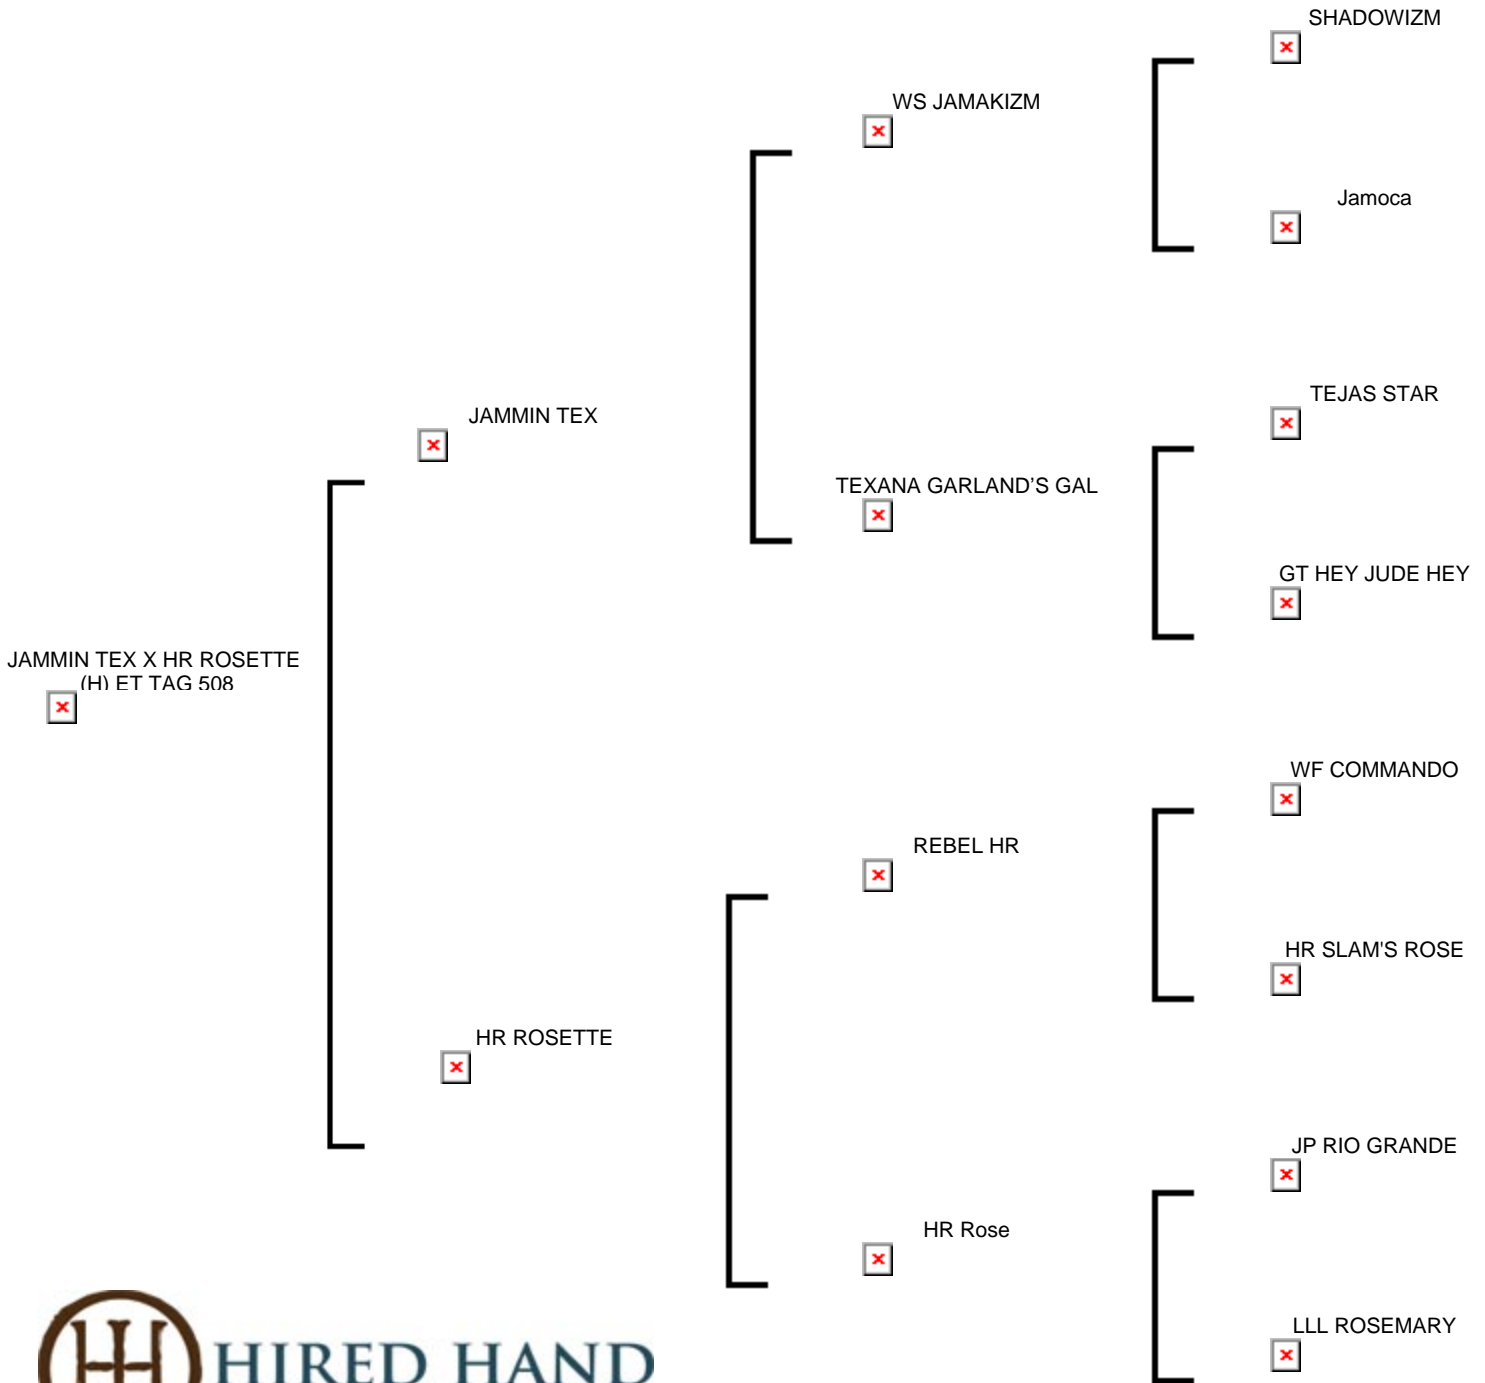 SHADOWIZM
WS JAMAKIZM
Jamoca
TEJAS STAR
JAMMIN TEX
TEXANA GARLAND’S GAL
GT HEY JUDE HEY
JAMMIN TEX X HR ROSETTE
(H) ET TAG 508
WF COMMANDO
REBEL HR
HR SLAM'S ROSE
HR ROSETTE
JP RIO GRANDE
HR Rose
LLL ROSEMARY
HIRED HAND